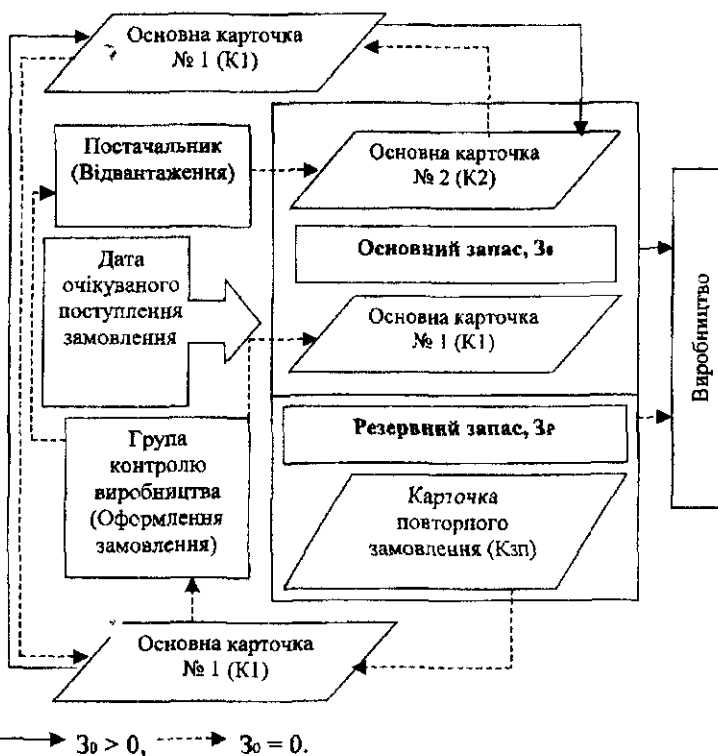 Основна карточка
№ 1 (К1)
Постачальник
(Відвантаження)
Основна карточка
№ 2 (К2)
Основний запас, З₀
Дата
очікуваного
поступлення
замовлення
Основна карточка
№ 1 (К1)
Резервний запас, Зр
Група
контролю
виробництва
(Оформлення
замовлення)
Карточка
повторного
замовлення (Кзп)
Виробництво
Основна карточка
№ 1 (К1)
З₀ > 0, З₀ = 0.